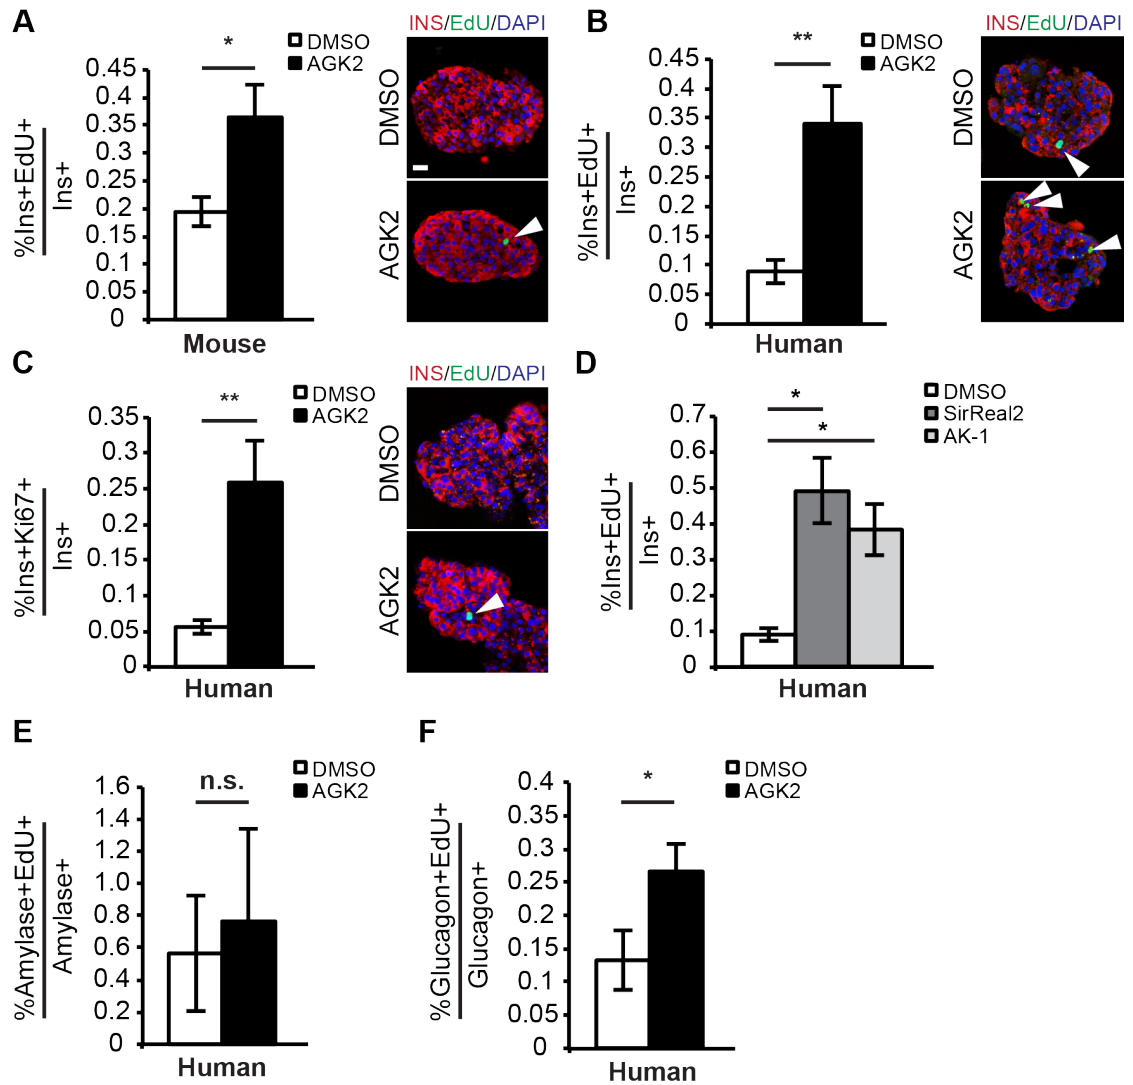 A
*
DMSO
AGK2
INS/EdU/DAPI
0.45
0.4
0.35
0.3
0.25
0.2
0.15
0.1
0.05
0
%Ins+EdU+
Ins+
Mouse
DMSO
AGK2
B
**
DMSO
AGK2
INS/EdU/DAPI
0.45
0.4
0.35
0.3
0.25
0.2
0.15
0.1
0.05
0
%Ins+EdU+
Ins+
Human
DMSO
AGK2
C
**
DMSO
AGK2
INS/EdU/DAPI
0.35
0.3
0.25
0.2
0.15
0.1
0.05
0
%Ins+Ki67+
Ins+
Human
DMSO
AGK2
D
*
*
DMSO
SirReal2
AK-1
0.7
0.6
0.5
0.4
0.3
0.2
0.1
0
%Ins+EdU+
Ins+
Human
E
n.s.
DMSO
AGK2
1.6
1.4
1.2
1.0
0.8
0.6
0.4
0.2
0
%Amylase+EdU+
Amylase+
Human
F
*
DMSO
AGK2
0.4
0.35
0.3
0.25
0.2
0.15
0.1
0.05
0
%Glucagon+EdU+
Glucagon+
Human